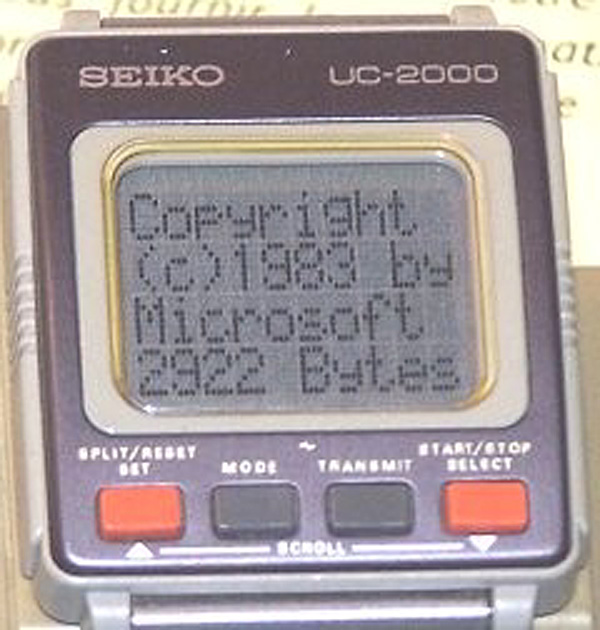 SEIKO UC-2000
Copyright
(c)1983 by
Microsoft
2922 Bytes
SPLIT/RESET
SET
MODE
TRANSMIT
START/STOP
SELECT
SCROLL